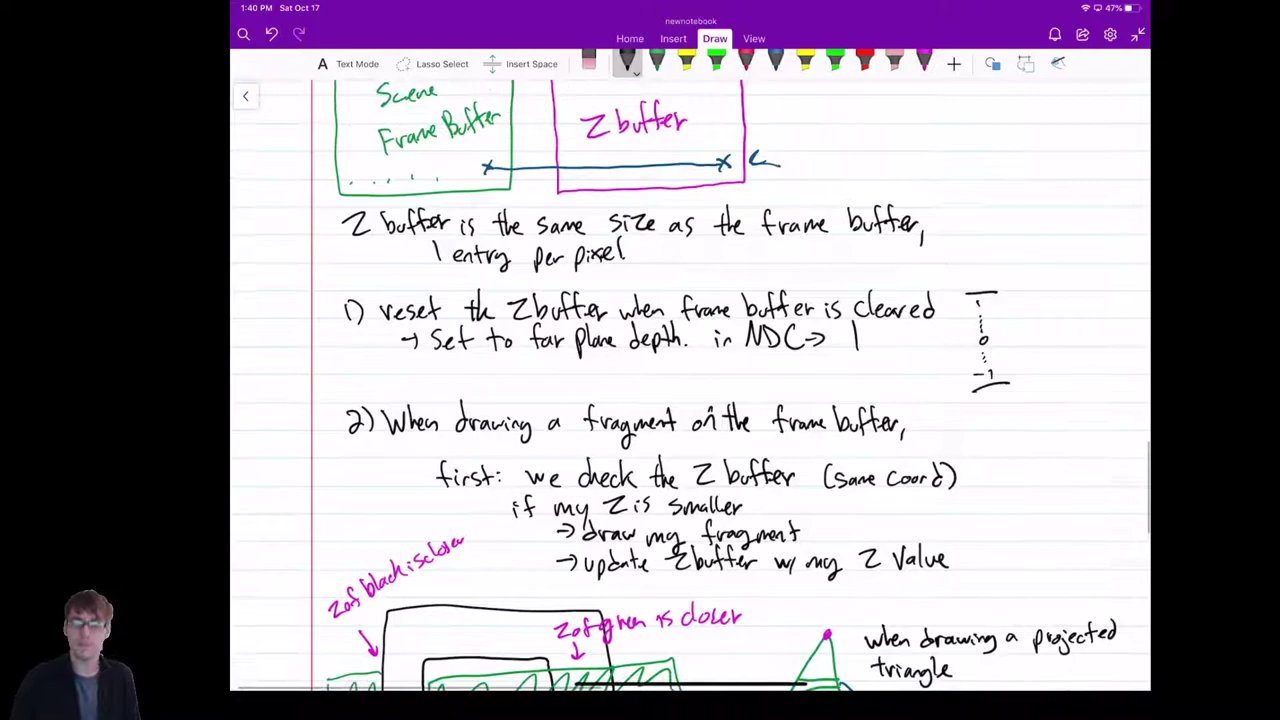 1:40 PM Sat Oct 17
47%
newnotebook
Home Insert Draw View
Text Mode Lasso Select Insert Space
Scene
Frame Buffer
Z buffer
Z buffer is the same size as the frame buffer,
1 entry per pixel
1) reset the Z buffer when frame buffer is cleared
→ Set to far plane depth. in NDC → 1
1
0
-1
2) When drawing a fragment on the frame buffer,
first: we check the Z buffer (same coord)
if my Z is smaller
→ draw my fragment
→ update Zbuffer w/ my Z Value
z of black is closer
z of green is closer
when drawing a projected
triangle